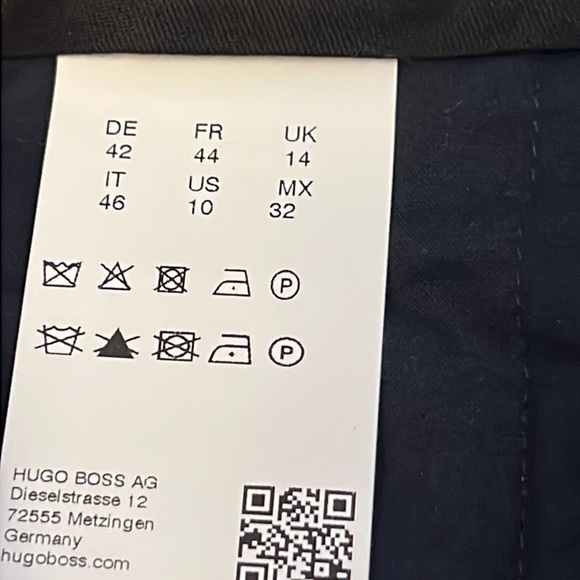 DE FR UK
42 44 14
IT US MX
46 10 32
P
P
HUGO BOSS AG
Dieselstrasse 12
72555 Metzingen
Germany
hugoboss.com